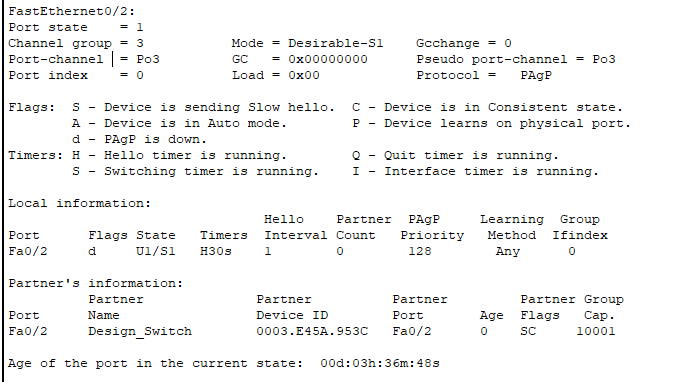 FastEthernet0/2:
Port state    = 1
Channel group = 3           Mode = Desirable-Sl    Gcchange = 0
Port-channel  = Po3         GC   = 0x00000000      Pseudo port-channel = Po3
Port index    = 0           Load = 0x00            Protocol =   PAgP
Flags:  S - Device is sending Slow hello.  C - Device is in Consistent state.
        A - Device is in Auto mode.        P - Device learns on physical port.
        d - PAgP is down.
Timers: H - Hello timer is running.        Q - Quit timer is running.
        S - Switching timer is running.    I - Interface timer is running.
Local information:
                                Hello    Partner  PAgP     Learning  Group
Port      Flags State   Timers  Interval Count    Priority  Method  Ifindex
Fa0/2     d     U1/S1   H30s    1        0        128        Any     0
Partner's information:
          Partner              Partner          Partner         Partner Group
Port      Name                 Device ID        Port       Age  Flags   Cap.
Fa0/2     Design_Switch        0003.E45A.953C   Fa0/2      0    SC      10001
Age of the port in the current state:  00d:03h:36m:48s